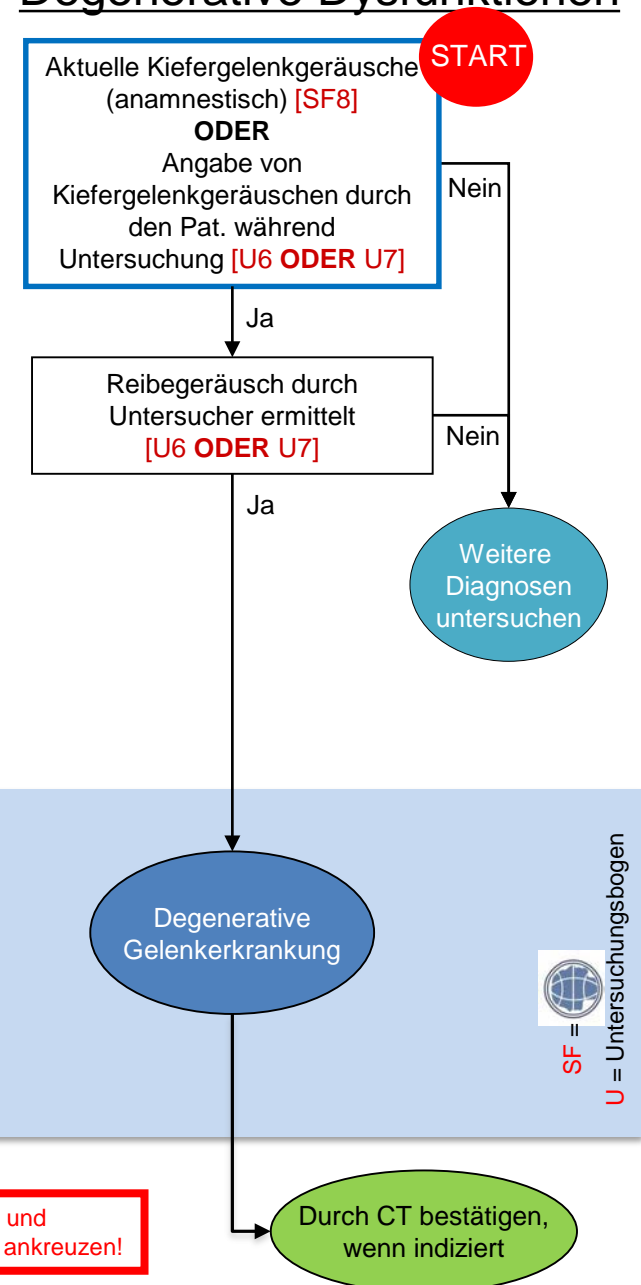 Degenerative Dysfunktionen
START
Aktuelle Kiefergelenkgeräusche
(anamnestisch) [SF8]
ODER
Angabe von
Kiefergelenkgeräuschen durch
den Pat. während
Untersuchung [U6 ODER U7]
Nein
Ja
Reibegeräusch durch
Untersucher ermittelt
[U6 ODER U7]
Nein
Ja
Weitere
Diagnosen
untersuchen
Degenerative
Gelenkerkrankung
SF =
U = Untersuchungsbogen
und
ankreuzen!
Durch CT bestätigen,
wenn indiziert